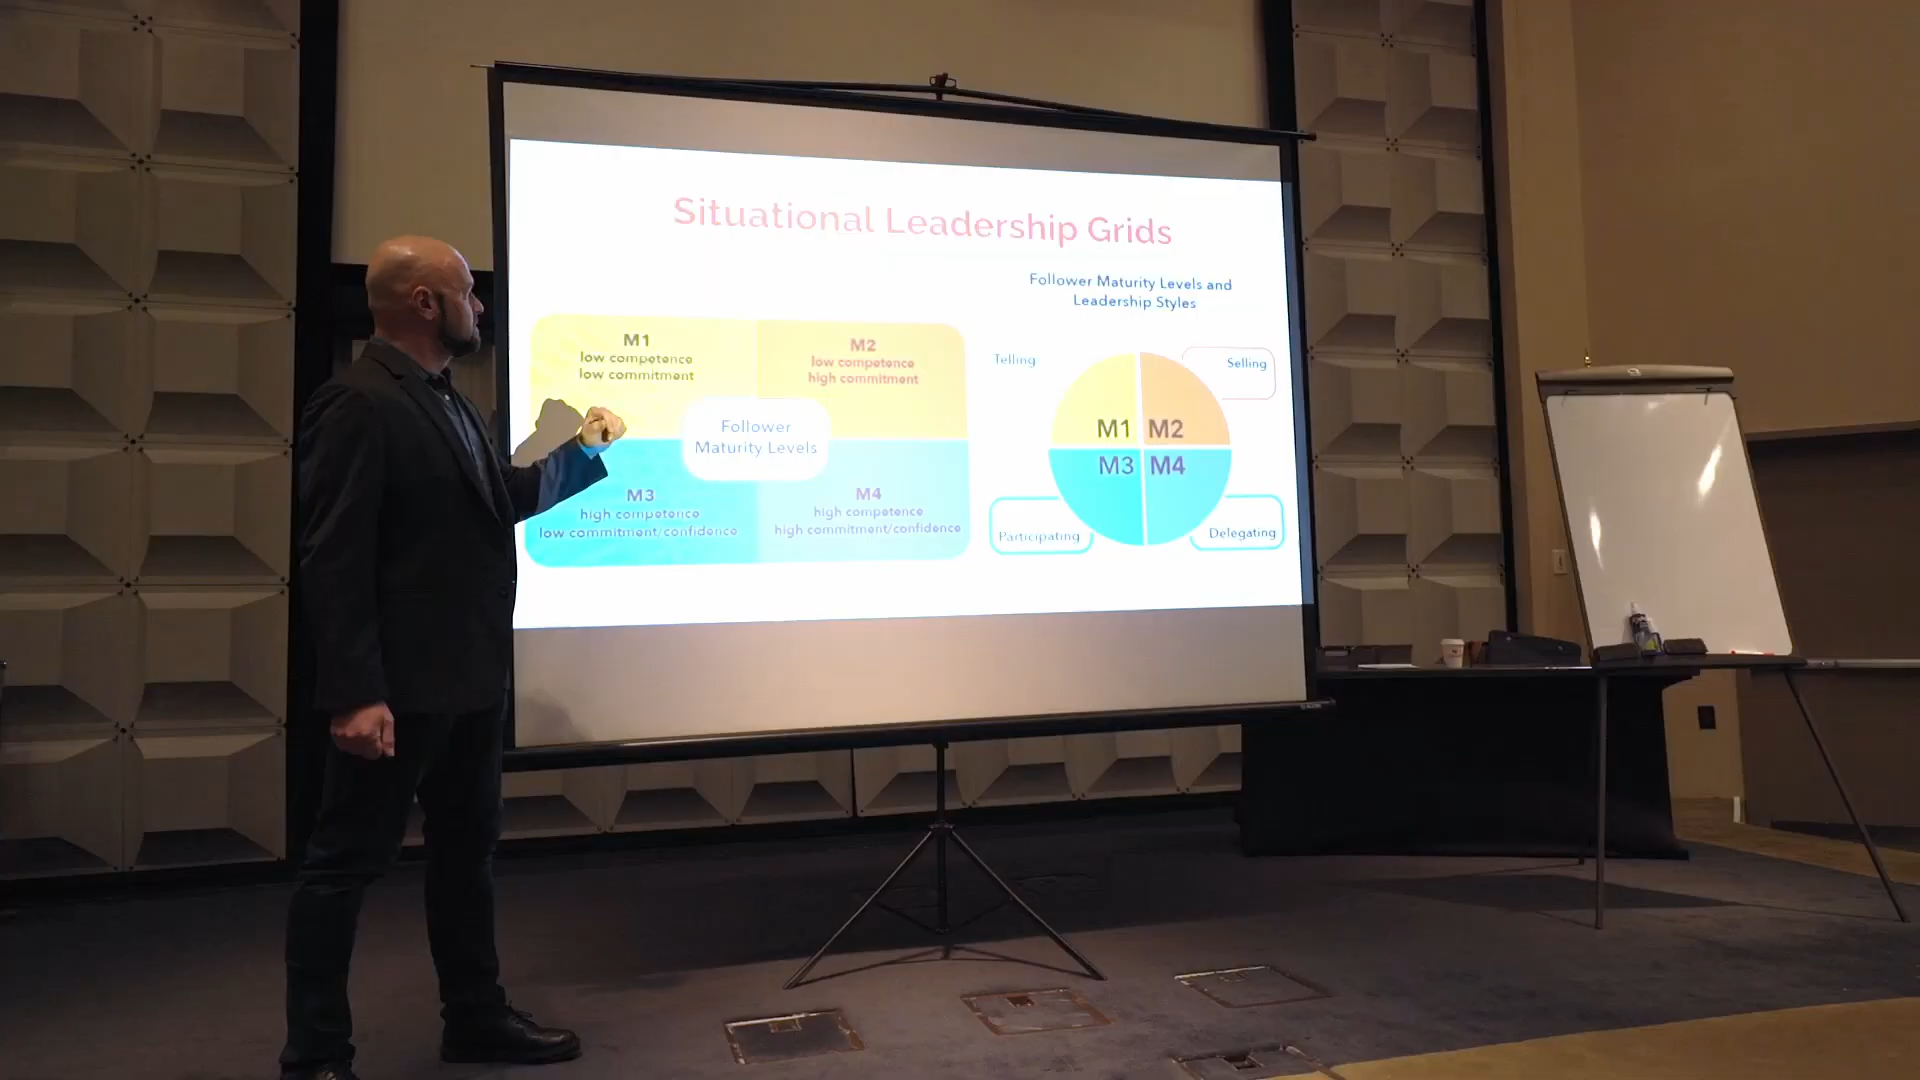 Situational Leadership Grids
M1
low competence
low commitment
M2
low competence
high commitment
Follower
Maturity Levels
M3
high competence
low commitment/confidence
M4
high competence
high commitment/confidence
Follower Maturity Levels and
Leadership Styles
Telling
Selling
M1
M2
M3
M4
Participating
Delegating